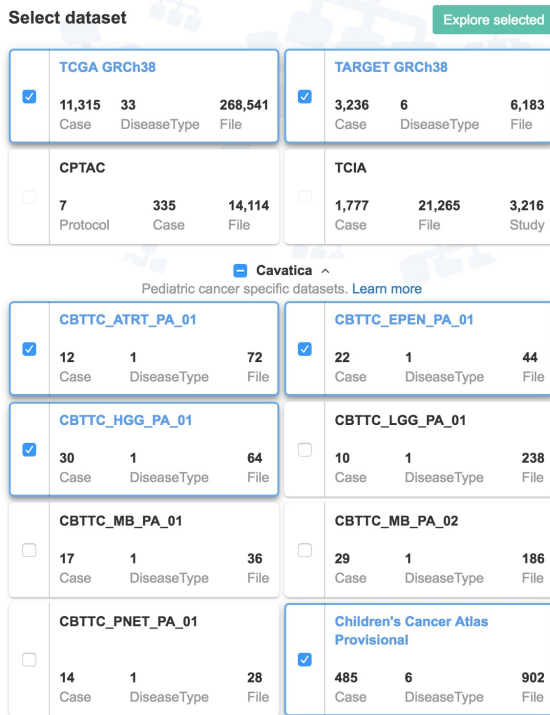 Select dataset
Explore selected
TCGA GRCh38
11,315 33 268,541
Case DiseaseType File
TARGET GRCh38
3,236 6 6,183
Case DiseaseType File
CPTAC
7 335 14,114
Protocol Case File
TCIA
1,777 21,265 3,216
Case File Study
Cavatica
Pediatric cancer specific datasets. Learn more
CBTTC_ATRT_PA_01
12 1 72
Case DiseaseType File
CBTTC_EPEN_PA_01
22 1 44
Case DiseaseType File
CBTTC_HGG_PA_01
30 1 64
Case DiseaseType File
CBTTC_LGG_PA_01
10 1 238
Case DiseaseType File
CBTTC_MB_PA_01
17 1 36
Case DiseaseType File
CBTTC_MB_PA_02
29 1 186
Case DiseaseType File
CBTTC_PNET_PA_01
14 1 28
Case DiseaseType File
Children's Cancer Atlas
Provisional
485 6 902
Case DiseaseType File